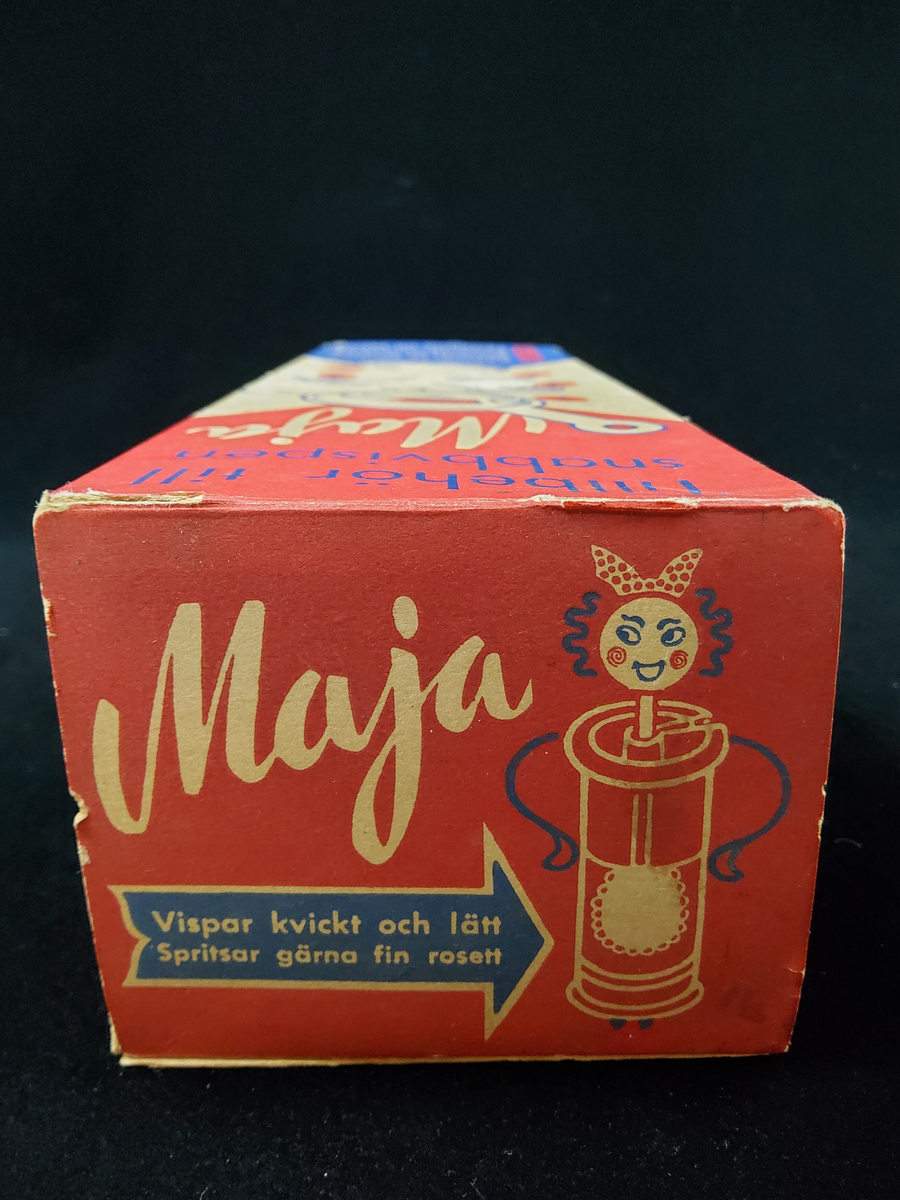 Tillbehör till
snabbvispen
Maja
Maja
Vispar kvickt och lätt
Spritsar gärna fin rosett